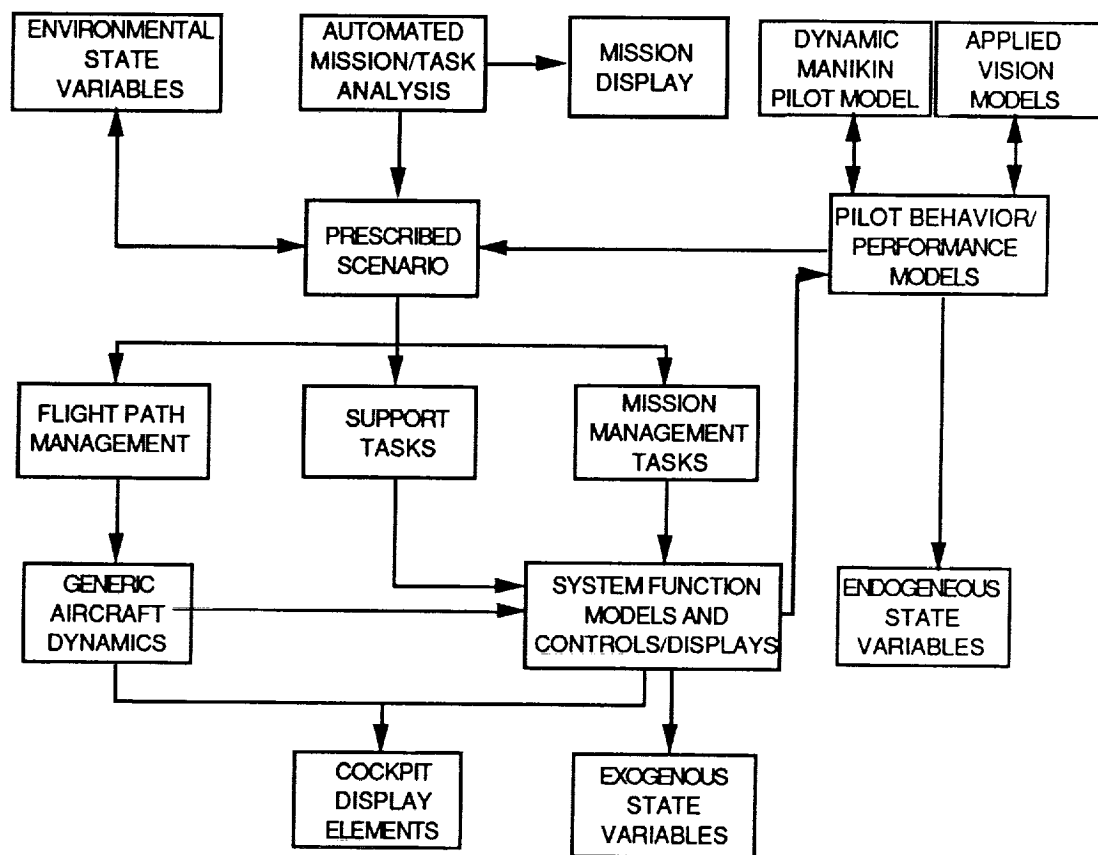 ENVIRONMENTAL
STATE
VARIABLES
AUTOMATED
MISSION/TASK
ANALYSIS
MISSION
DISPLAY
DYNAMIC
MANIKIN
PILOT MODEL
APPLIED
VISION
MODELS
PRESCRIBED
SCENARIO
PILOT BEHAVIOR/
PERFORMANCE
MODELS
FLIGHT PATH
MANAGEMENT
SUPPORT
TASKS
MISSION
MANAGEMENT
TASKS
GENERIC
AIRCRAFT
DYNAMICS
SYSTEM FUNCTION
MODELS AND
CONTROLS/DISPLAYS
ENDOGENEOUS
STATE
VARIABLES
COCKPIT
DISPLAY
ELEMENTS
EXOGENOUS
STATE
VARIABLES